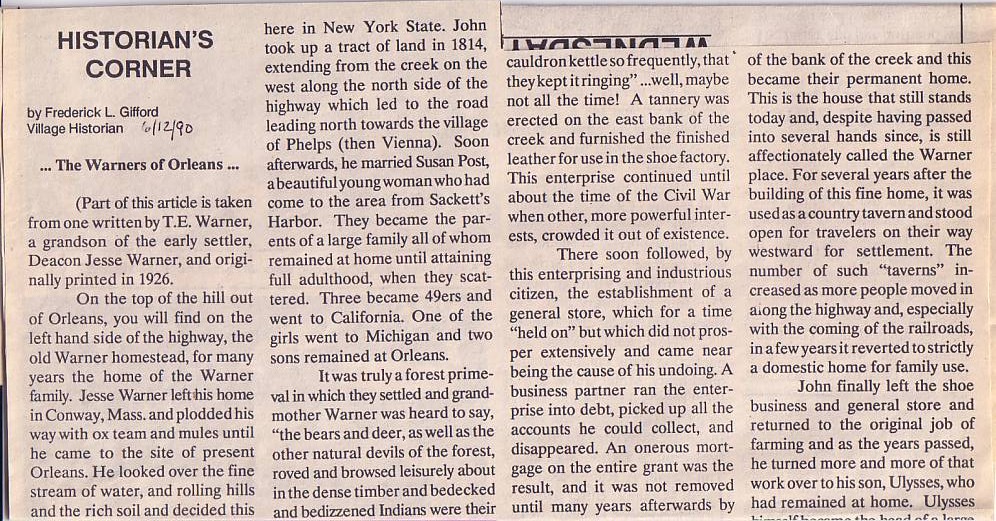 HISTORIAN'S
CORNER
by Frederick L. Gifford
Village Historian 6/12/90
... The Warners of Orleans ...
(Part of this article is taken
from one written by T.E. Warner,
a grandson of the early settler,
Deacon Jesse Warner, and origi-
nally printed in 1926.
On the top of the hill out
of Orleans, you will find on the
left hand side of the highway, the
old Warner homestead, for many
years the home of the Warner
family. Jesse Warner left his home
in Conway, Mass. and plodded his
way with ox team and mules until
he came to the site of present
Orleans. He looked over the fine
stream of water, and rolling hills
and the rich soil and decided this
here in New York State. John
took up a tract of land in 1814,
extending from the creek on the
west along the north side of the
highway which led to the road
leading north towards the village
of Phelps (then Vienna). Soon
afterwards, he married Susan Post,
a beautiful young woman who had
come to the area from Sackett's
Harbor. They became the par-
ents of a large family all of whom
remained at home until attaining
full adulthood, when they scat-
tered. Three became 49ers and
went to California. One of the
girls went to Michigan and two
sons remained at Orleans.
It was truly a forest prime-
val in which they settled and grand-
mother Warner was heard to say,
"the bears and deer, as well as the
other natural devils of the forest,
roved and browsed leisurely about
in the dense timber and bedecked
and bedizzened Indians were their
WEDNESDAY
cauldron kettle so frequently, that
they kept it ringing" ...well, maybe
not all the time! A tannery was
erected on the east bank of the
creek and furnished the finished
leather for use in the shoe factory.
This enterprise continued until
about the time of the Civil War
when other, more powerful inter-
ests, crowded it out of existence.
There soon followed, by
this enterprising and industrious
citizen, the establishment of a
general store, which for a time
"held on" but which did not pros-
per extensively and came near
being the cause of his undoing. A
business partner ran the enter-
prise into debt, picked up all the
accounts he could collect, and
disappeared. An onerous mort-
gage on the entire grant was the
result, and it was not removed
until many years afterwards by
of the bank of the creek and this
became their permanent home.
This is the house that still stands
today and, despite having passed
into several hands since, is still
affectionately called the Warner
place. For several years after the
building of this fine home, it was
used as a country tavern and stood
open for travelers on their way
westward for settlement. The
number of such "taverns" in-
creased as more people moved in
along the highway and, especially
with the coming of the railroads,
in a few years it reverted to strictly
a domestic home for family use.
John finally left the shoe
business and general store and
returned to the original job of
farming and as the years passed,
he turned more and more of that
work over to his son, Ulysses, who
had remained at home. Ulysses
himself became the head of a large